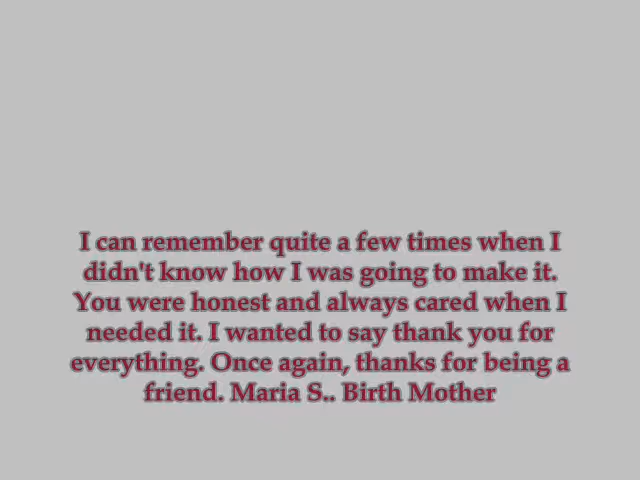 I can remember quite a few times when I
didn't know how I was going to make it.
You were honest and always cared when I
needed it. I wanted to say thank you for
everything. Once again, thanks for being a
friend. Maria S.. Birth Mother